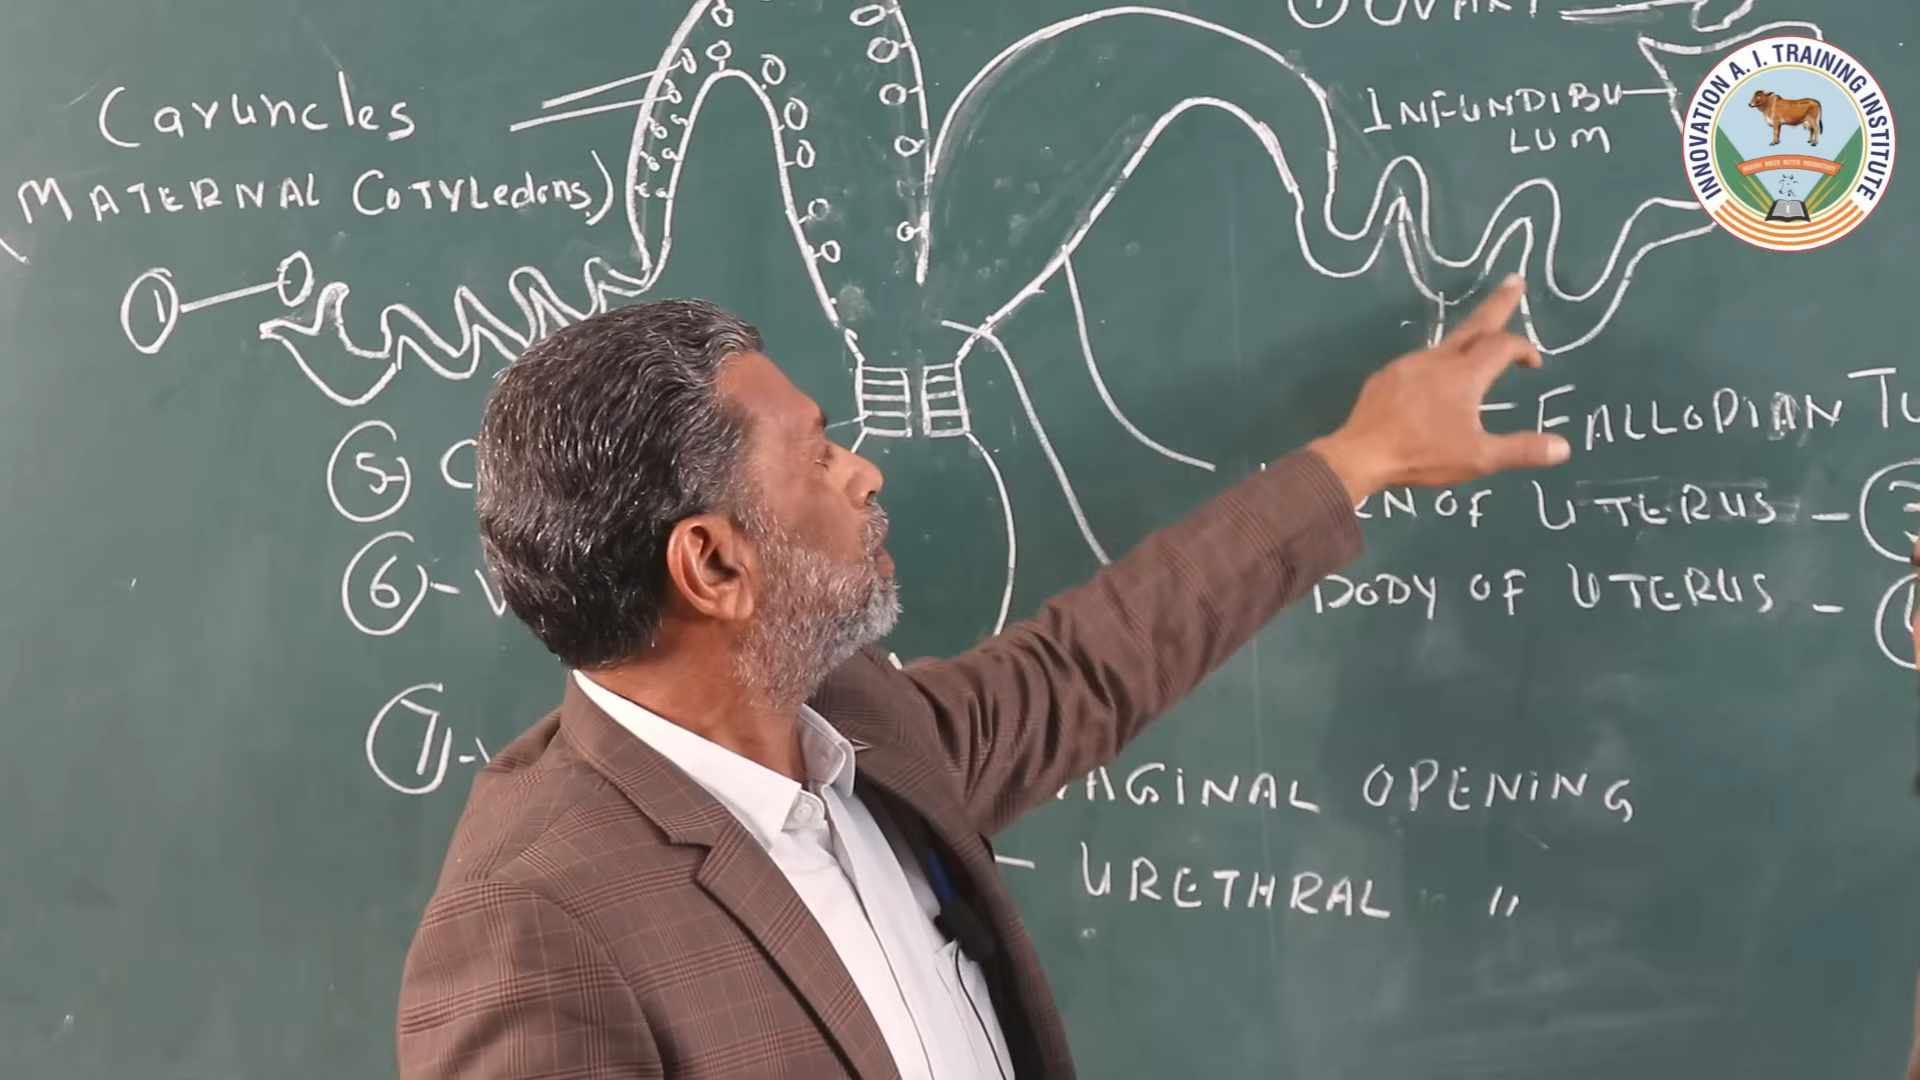 ① OVARY
Caruncles
(MATERNAL COTYLedons)
INFUNDIBU
LUM
INNOVATION A. I. TRAINING INSTITUTE
①
FALLOPIAN TU
⑤- C
RN OF UTERUS -
⑥-
BODY OF UTERUS -
⑦-
AGINAL OPENING
URETHRAL "